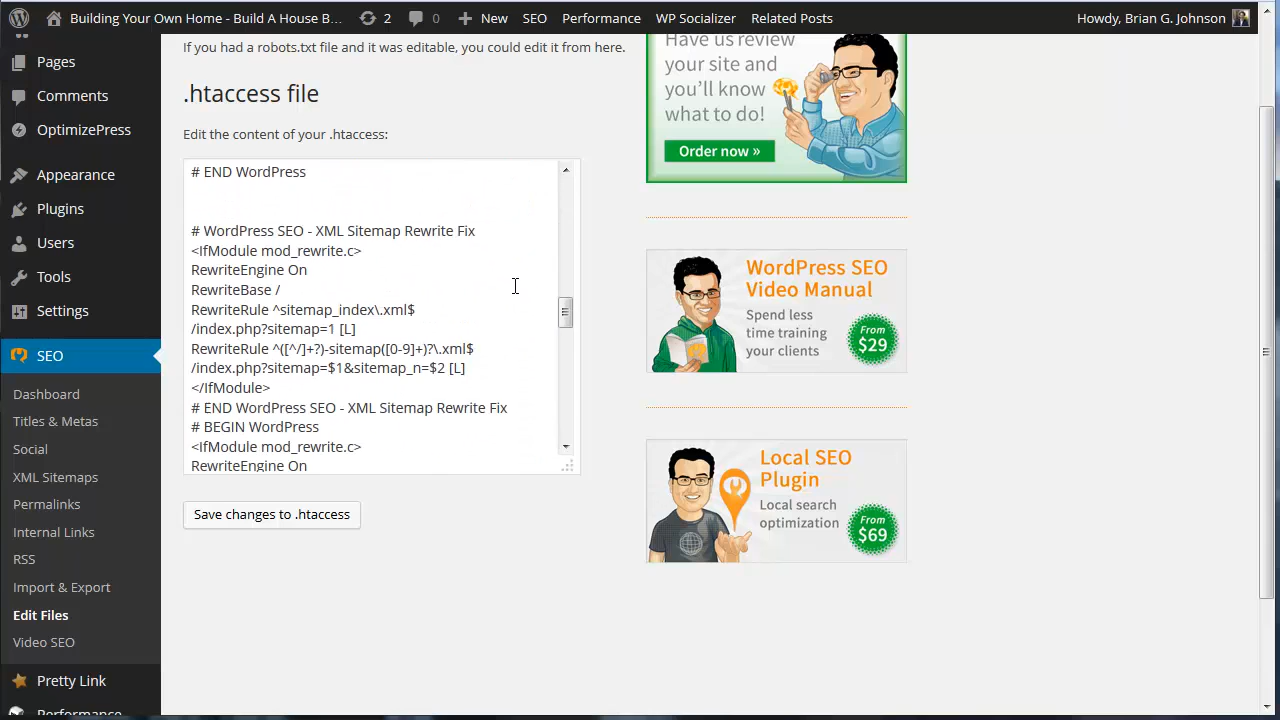 Building Your Own Home - Build A House B...
2
0
New
SEO
Performance
WP Socializer
Related Posts
Howdy, Brian G. Johnson
Pages
Comments
OptimizePress
Appearance
Plugins
Users
Tools
Settings
SEO
Dashboard
Titles & Metas
Social
XML Sitemaps
Permalinks
Internal Links
RSS
Import & Export
Edit Files
Video SEO
Pretty Link
Performance
If you had a robots.txt file and it was editable, you could edit it from here.
.htaccess file
Edit the content of your .htaccess:
# END WordPress
# WordPress SEO - XML Sitemap Rewrite Fix
<IfModule mod_rewrite.c>
RewriteEngine On
RewriteBase /
RewriteRule ^sitemap_index\.xml$
/index.php?sitemap=1 [L]
RewriteRule ^([^/]+?)-sitemap([0-9]+)?\.xml$
/index.php?sitemap=$1&sitemap_n=$2 [L]
</IfModule>
# END WordPress SEO - XML Sitemap Rewrite Fix
# BEGIN WordPress
<IfModule mod_rewrite.c>
RewriteEngine On
Save changes to .htaccess
Have us review
your site and
you'll know
what to do!
Order now »
WordPress SEO
Video Manual
Spend less
time training
your clients
From
$29
Local SEO
Plugin
Local search
optimization
From
$69